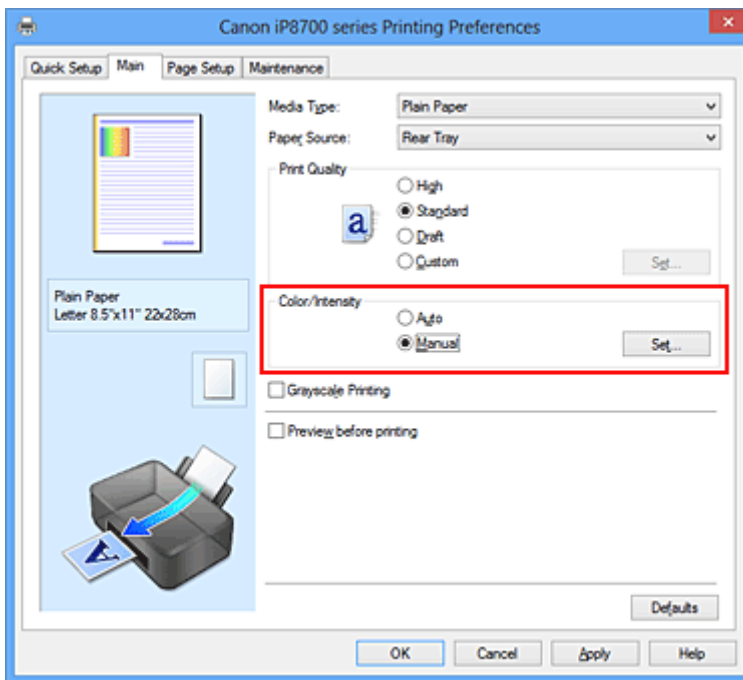 Canon iP8700 series Printing Preferences
Quick Setup Main Page Setup Maintenance
Media Type: Plain Paper
Paper Source: Rear Tray
Print Quality
High
a Standard
Draft
Custom Set...
Plain Paper
Letter 8.5"x11" 22x28cm
Color/Intensity
Auto
Manual Set...
Grayscale Printing
Preview before printing
A
Defaults
OK Cancel Apply Help